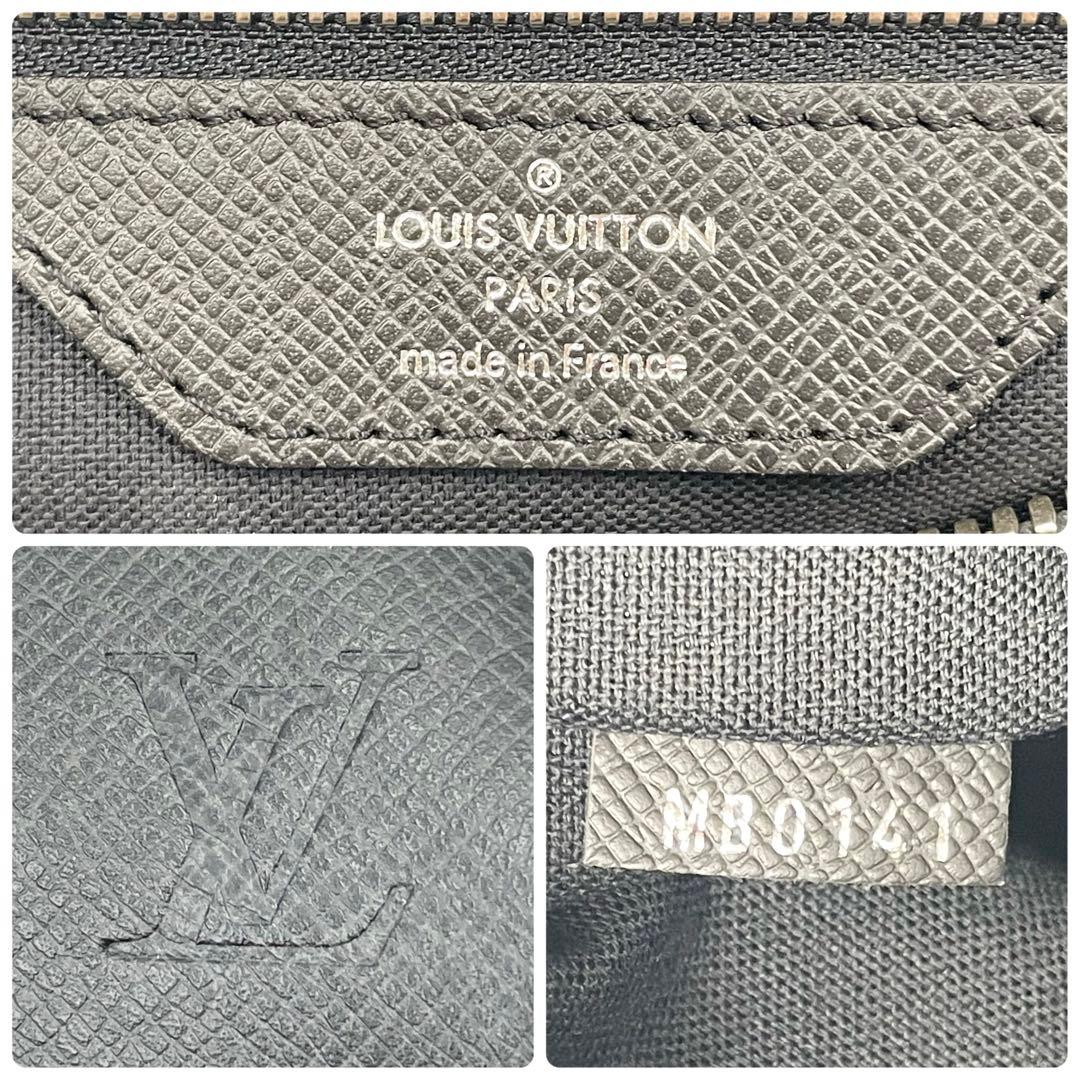 ®
LOUIS VUITTON
PARIS
made in France
LV
MB0141